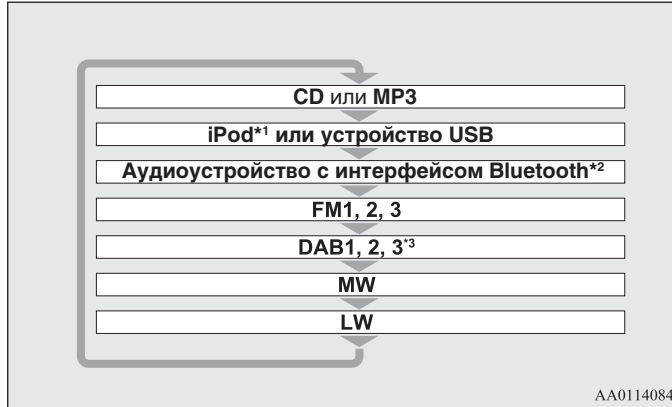 CD или MP3
iPod*1 или устройство USB
Аудиоустройство с интерфейсом Bluetooth*2
FM1, 2, 3
DAB1, 2, 3*3
MW
LW
AA0114084